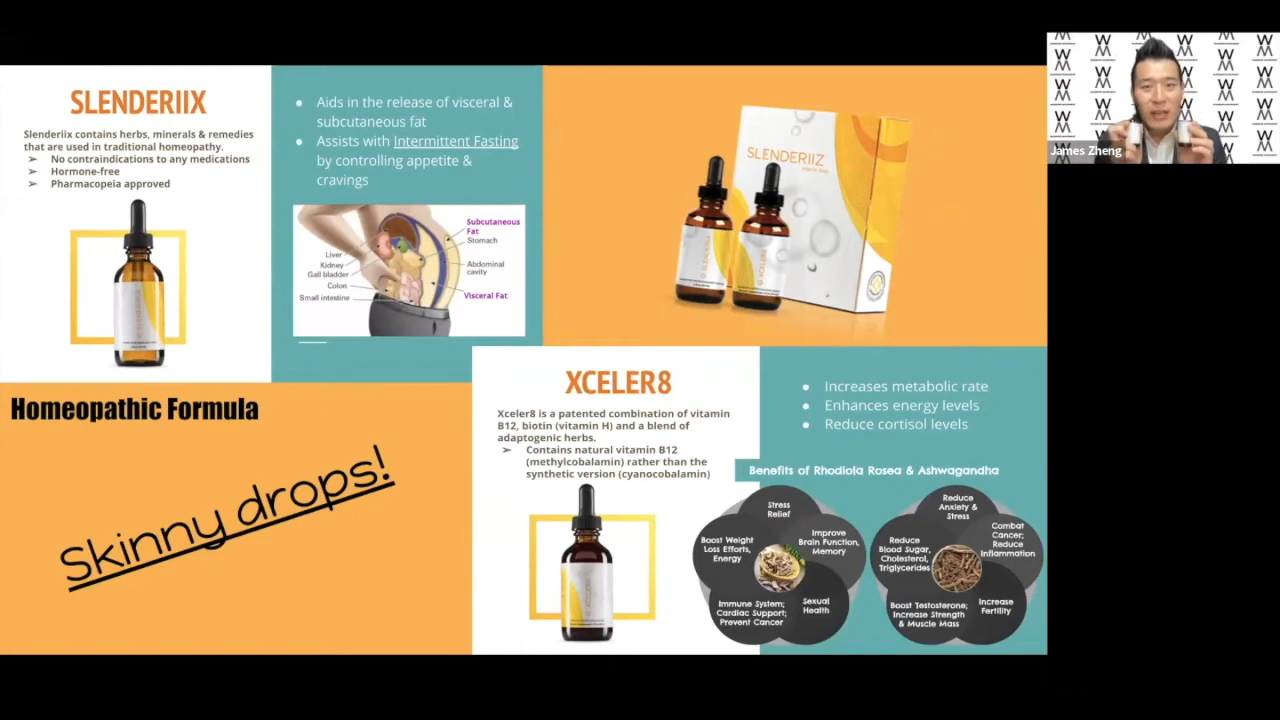 SLENDERIIX
Slenderiix contains herbs, minerals & remedies
that are used in traditional homeopathy.
➤ No contraindications to any medications
➤ Hormone-free
➤ Pharmacopeia approved
● Aids in the release of visceral &
subcutaneous fat
● Assists with Intermittent Fasting
by controlling appetite &
cravings
Subcutaneous
Fat
Stomach
Liver
Kidney
Gall bladder
Abdominal
cavity
Colon
Small intestine
Visceral Fat
SLENDERIIZ
James Zheng
Homeopathic Formula
Skinny drops!
XCELER8
Xceler8 is a patented combination of vitamin
B12, biotin (vitamin H) and a blend of
adaptogenic herbs.
➤ Contains natural vitamin B12
(methylcobalamin) rather than the
synthetic version (cyanocobalamin)
● Increases metabolic rate
● Enhances energy levels
● Reduce cortisol levels
Benefits of Rhodiola Rosea & Ashwagandha
Stress
Relief
Improve
Brain Function,
Memory
Sexual
Health
Immune System;
Cardiac Support;
Prevent Cancer
Boost Weight
Loss Efforts,
Energy
Reduce
Anxiety &
Stress
Combat
Cancer;
Reduce
Inflammation
Increase
Fertility
Boost Testosterone;
Increase Strength
& Muscle Mass
Reduce
Blood Sugar,
Cholesterol,
Triglycerides